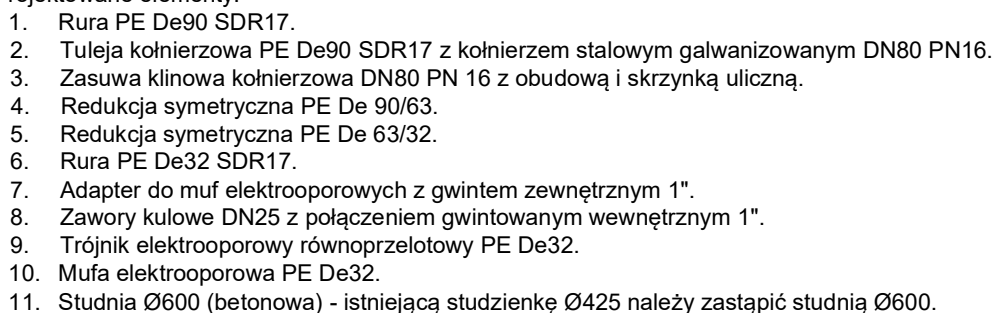 1. Rura PE De90 SDR17.
2. Tuleja kołnierzowa PE De90 SDR17 z kołnierzem stalowym galwanizowanym DN80 PN16.
3. Zasuwa klinowa kołnierzowa DN80 PN 16 z obudową i skrzynką uliczną.
4. Redukcja symetryczna PE De 90/63.
5. Redukcja symetryczna PE De 63/32.
6. Rura PE De32 SDR17.
7. Adapter do muf elektrooporowych z gwintem zewnętrznym 1".
8. Zawory kulowe DN25 z połączeniem gwintowanym wewnętrznym 1".
9. Trójnik elektrooporowy równoprzelotowy PE De32.
10. Mufa elektrooporowa PE De32.
11. Studnia Ø600 (betonowa) - istniejącą studzienkę Ø425 należy zastąpić studnią Ø600.